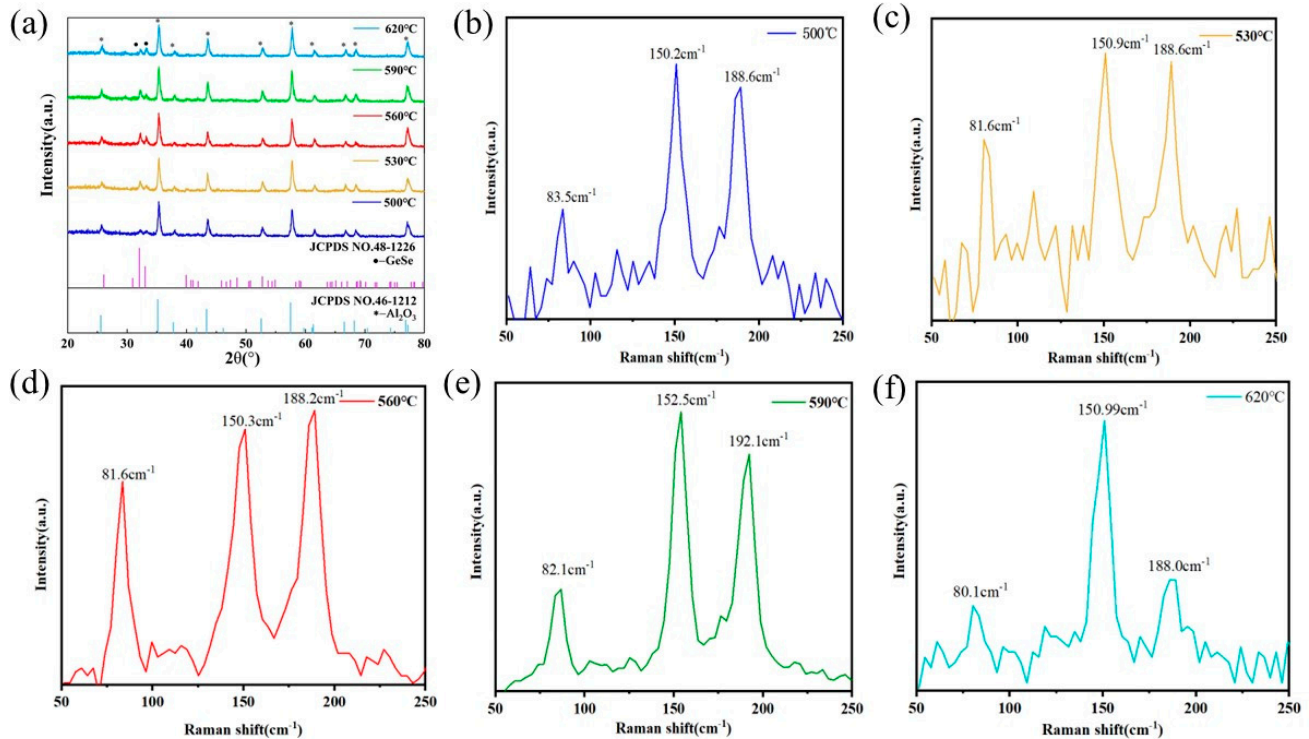 (a)
620℃
590℃
560℃
530℃
500℃
JCPDS NO.48-1226
●–GeSe
JCPDS NO.46-1212
*–Al₂O₃
Intensity(a.u.)
20 30 40 50 60 70 80
2θ(°)
(b)
500℃
150.2cm⁻¹
188.6cm⁻¹
83.5cm⁻¹
Intensity(a.u.)
50 100 150 200 250
Raman shift(cm⁻¹)
(c)
530℃
150.9cm⁻¹
188.6cm⁻¹
81.6cm⁻¹
Intensity(a.u.)
50 100 150 200 250
Raman shift(cm⁻¹)
(d)
560℃
188.2cm⁻¹
150.3cm⁻¹
81.6cm⁻¹
Intensity(a.u.)
50 100 150 200 250
Raman shift(cm⁻¹)
(e)
590℃
152.5cm⁻¹
192.1cm⁻¹
82.1cm⁻¹
Intensity(a.u.)
50 100 150 200 250
Raman shift(cm⁻¹)
(f)
620℃
150.99cm⁻¹
188.0cm⁻¹
80.1cm⁻¹
Intensity(a.u.)
50 100 150 200 250
Raman shift(cm⁻¹)